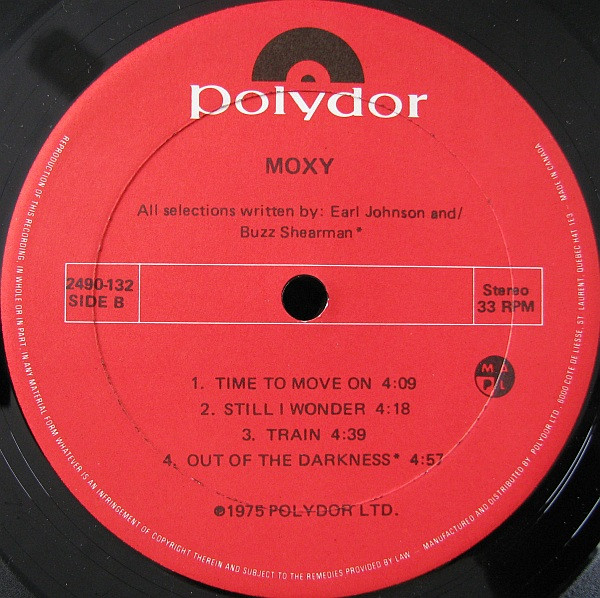 polydor
MOXY
All selections written by: Earl Johnson and/
Buzz Shearman*
2490-132
SIDE B
Stereo
33 RPM
1. TIME TO MOVE ON 4:09
2. STILL I WONDER 4:18
3. TRAIN 4:39
4. OUT OF THE DARKNESS* 4:57
M A
P L
℗1975 POLYDOR LTD.
REPRODUCTION OF THIS RECORDING, IN WHOLE OR IN PART, IN ANY MATERIAL FORM WHATEVER IS AN INFRINGEMENT OF COPYRIGHT THEREIN AND SUBJECT TO THE REMEDIES PROVIDED BY LAW — MANUFACTURED AND DISTRIBUTED BY POLYDOR LTD. 6000 COTE DE LIESSE, ST. LAURENT, QUEBEC H4T 1E3 MADE IN CANADA